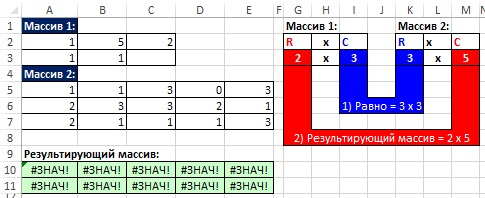 A B C D E F G H I J K L M
1 Массив 1: Массив 1: Массив 2:
2 1 5 2 R x C R x C
3 1 1 2 x 3 3 x 5
4 Массив 2:
5 1 1 3 0 3 1) Равно = 3 x 3
6 2 3 3 2 1
7 2 1 1 1 3
8 2) Результирующий массив = 2 x 5
9 Результирующий массив:
10 #ЗНАЧ! #ЗНАЧ! #ЗНАЧ! #ЗНАЧ! #ЗНАЧ!
11 #ЗНАЧ! #ЗНАЧ! #ЗНАЧ! #ЗНАЧ! #ЗНАЧ!